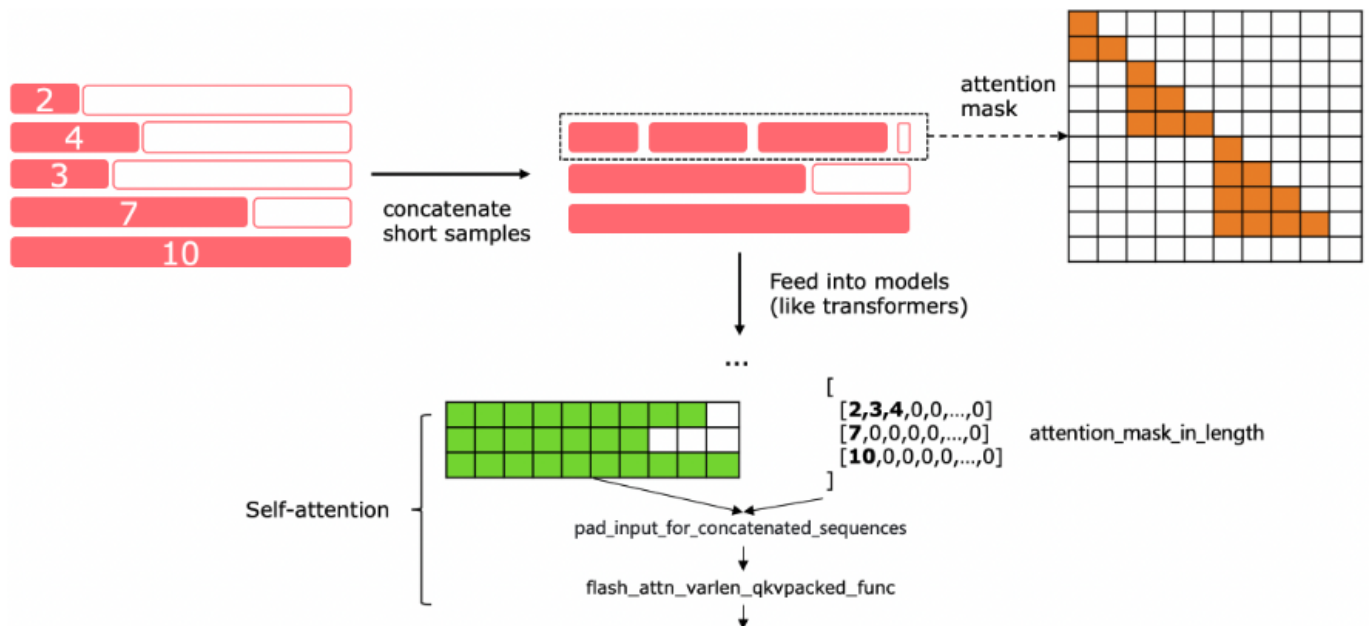 2
4
3
7
10
concatenate
short samples
attention
mask
Feed into models
(like transformers)
...
[
[2,3,4,0,0,...,0]
[7,0,0,0,0,...,0]
[10,0,0,0,0,...,0]
]
attention_mask_in_length
Self-attention
pad_input_for_concatenated_sequences
flash_attn_varlen_qkvpacked_func